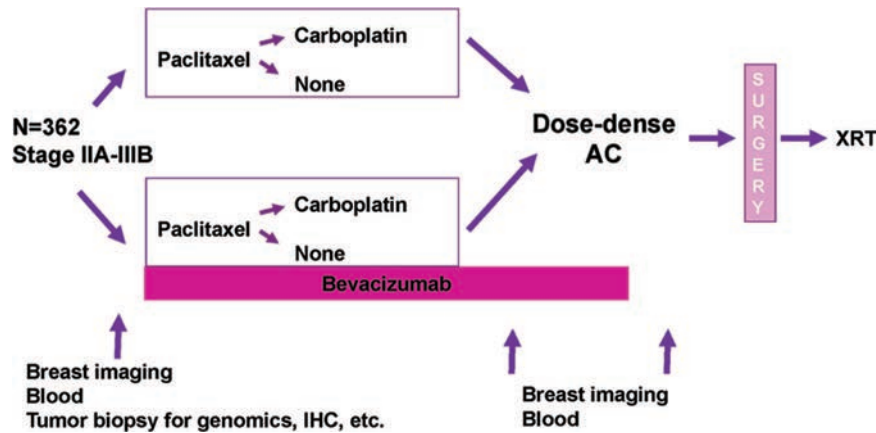 Paclitaxel
Carboplatin
None
N=362
Stage IIA-IIIB
Paclitaxel
Carboplatin
None
Bevacizumab
Dose-dense
AC
SURGERY
XRT
Breast imaging
Blood
Tumor biopsy for genomics, IHC, etc.
Breast imaging
Blood